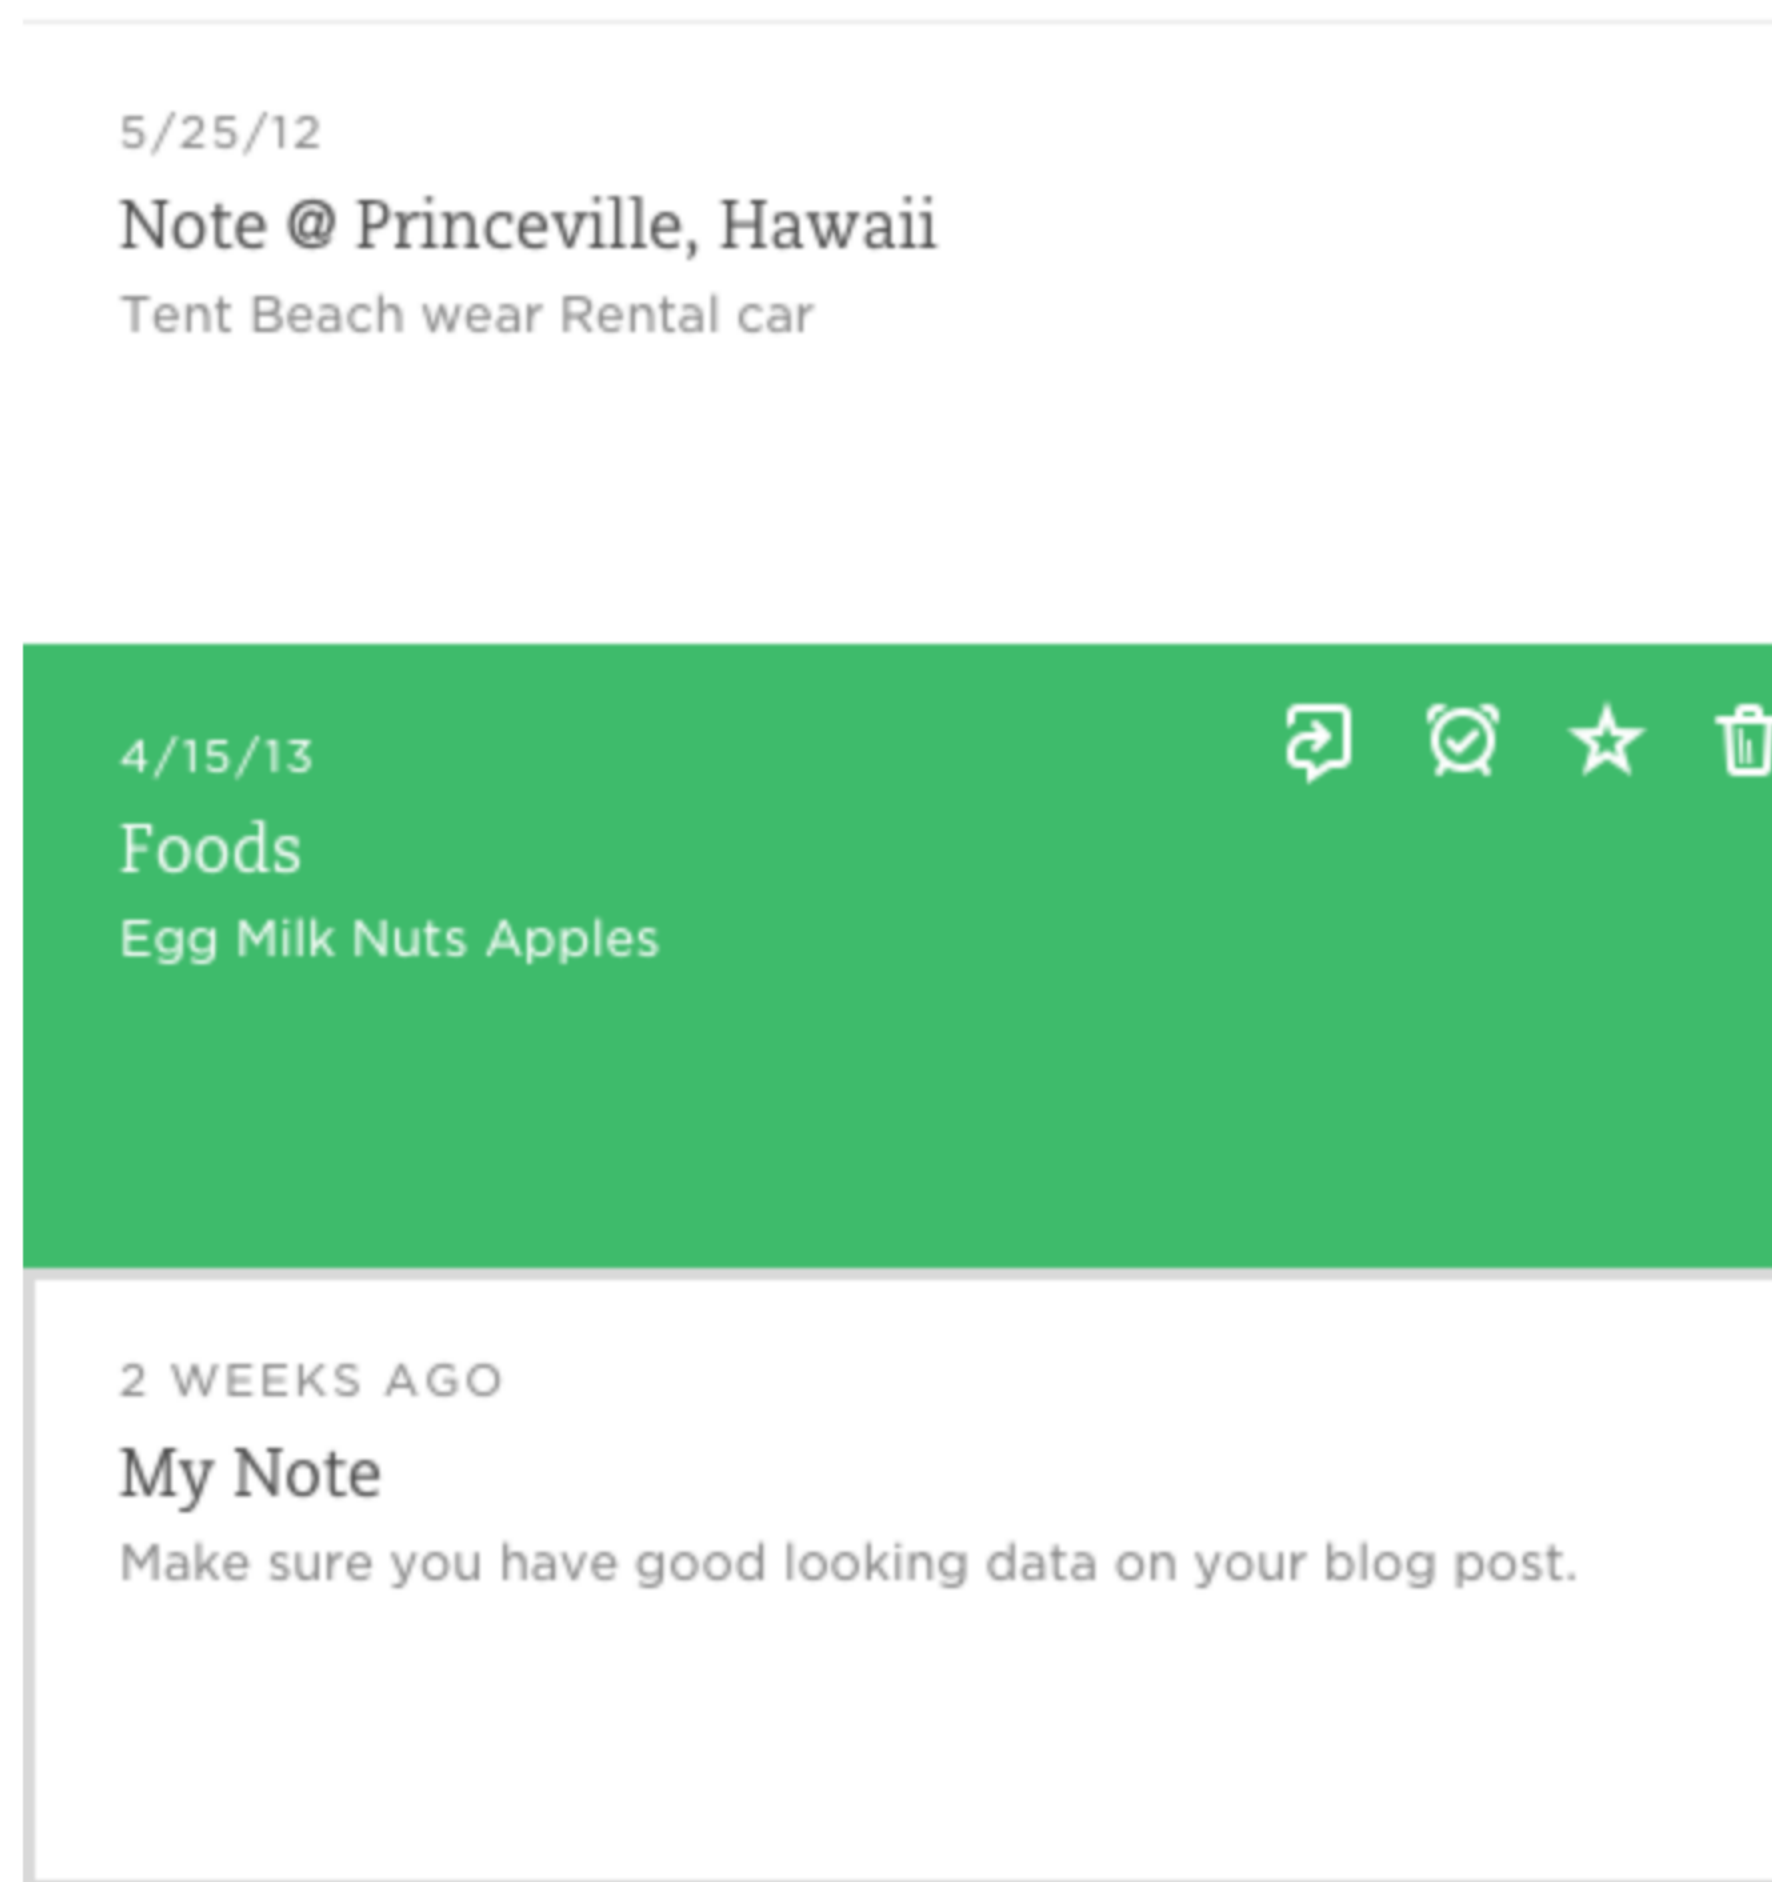 5/25/12
Note @ Princeville, Hawaii
Tent Beach wear Rental car
4/15/13
Foods
Egg Milk Nuts Apples
2 WEEKS AGO
My Note
Make sure you have good looking data on your blog post.